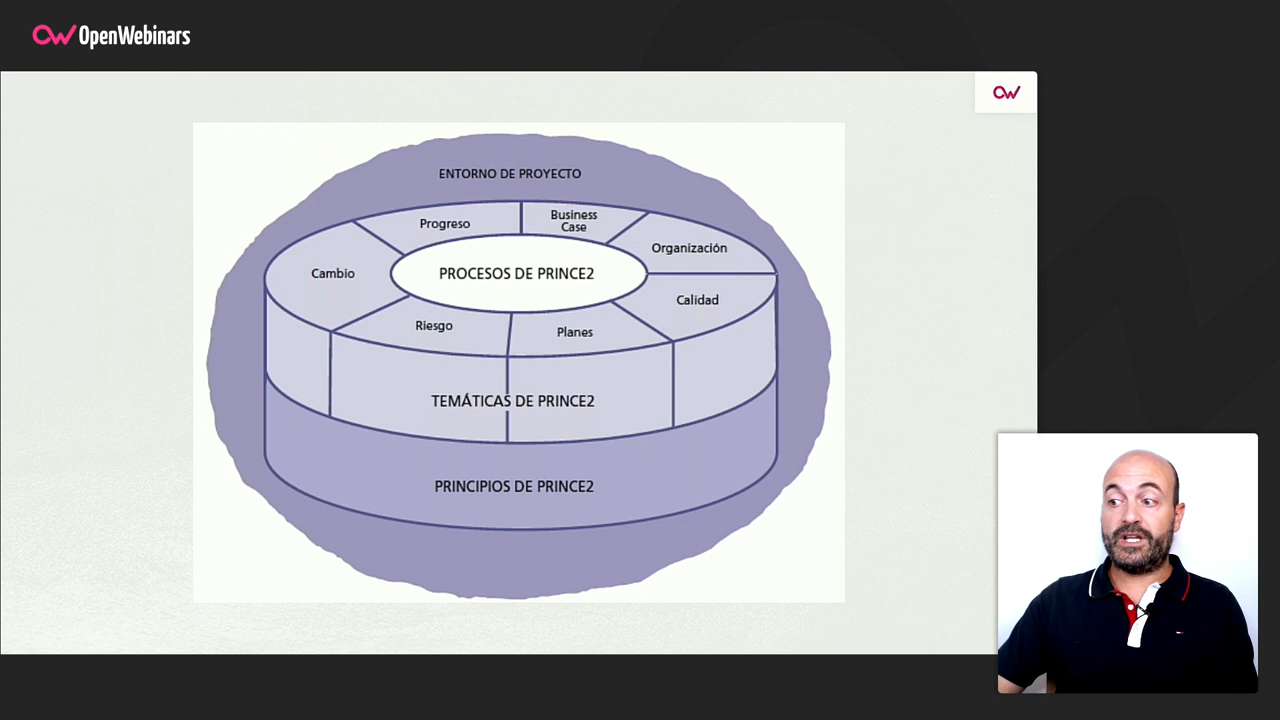 OpenWebinars
ENTORNO DE PROYECTO
Progreso
Business
Case
Organización
Cambio
PROCESOS DE PRINCE2
Calidad
Riesgo
Planes
TEMÁTICAS DE PRINCE2
PRINCIPIOS DE PRINCE2